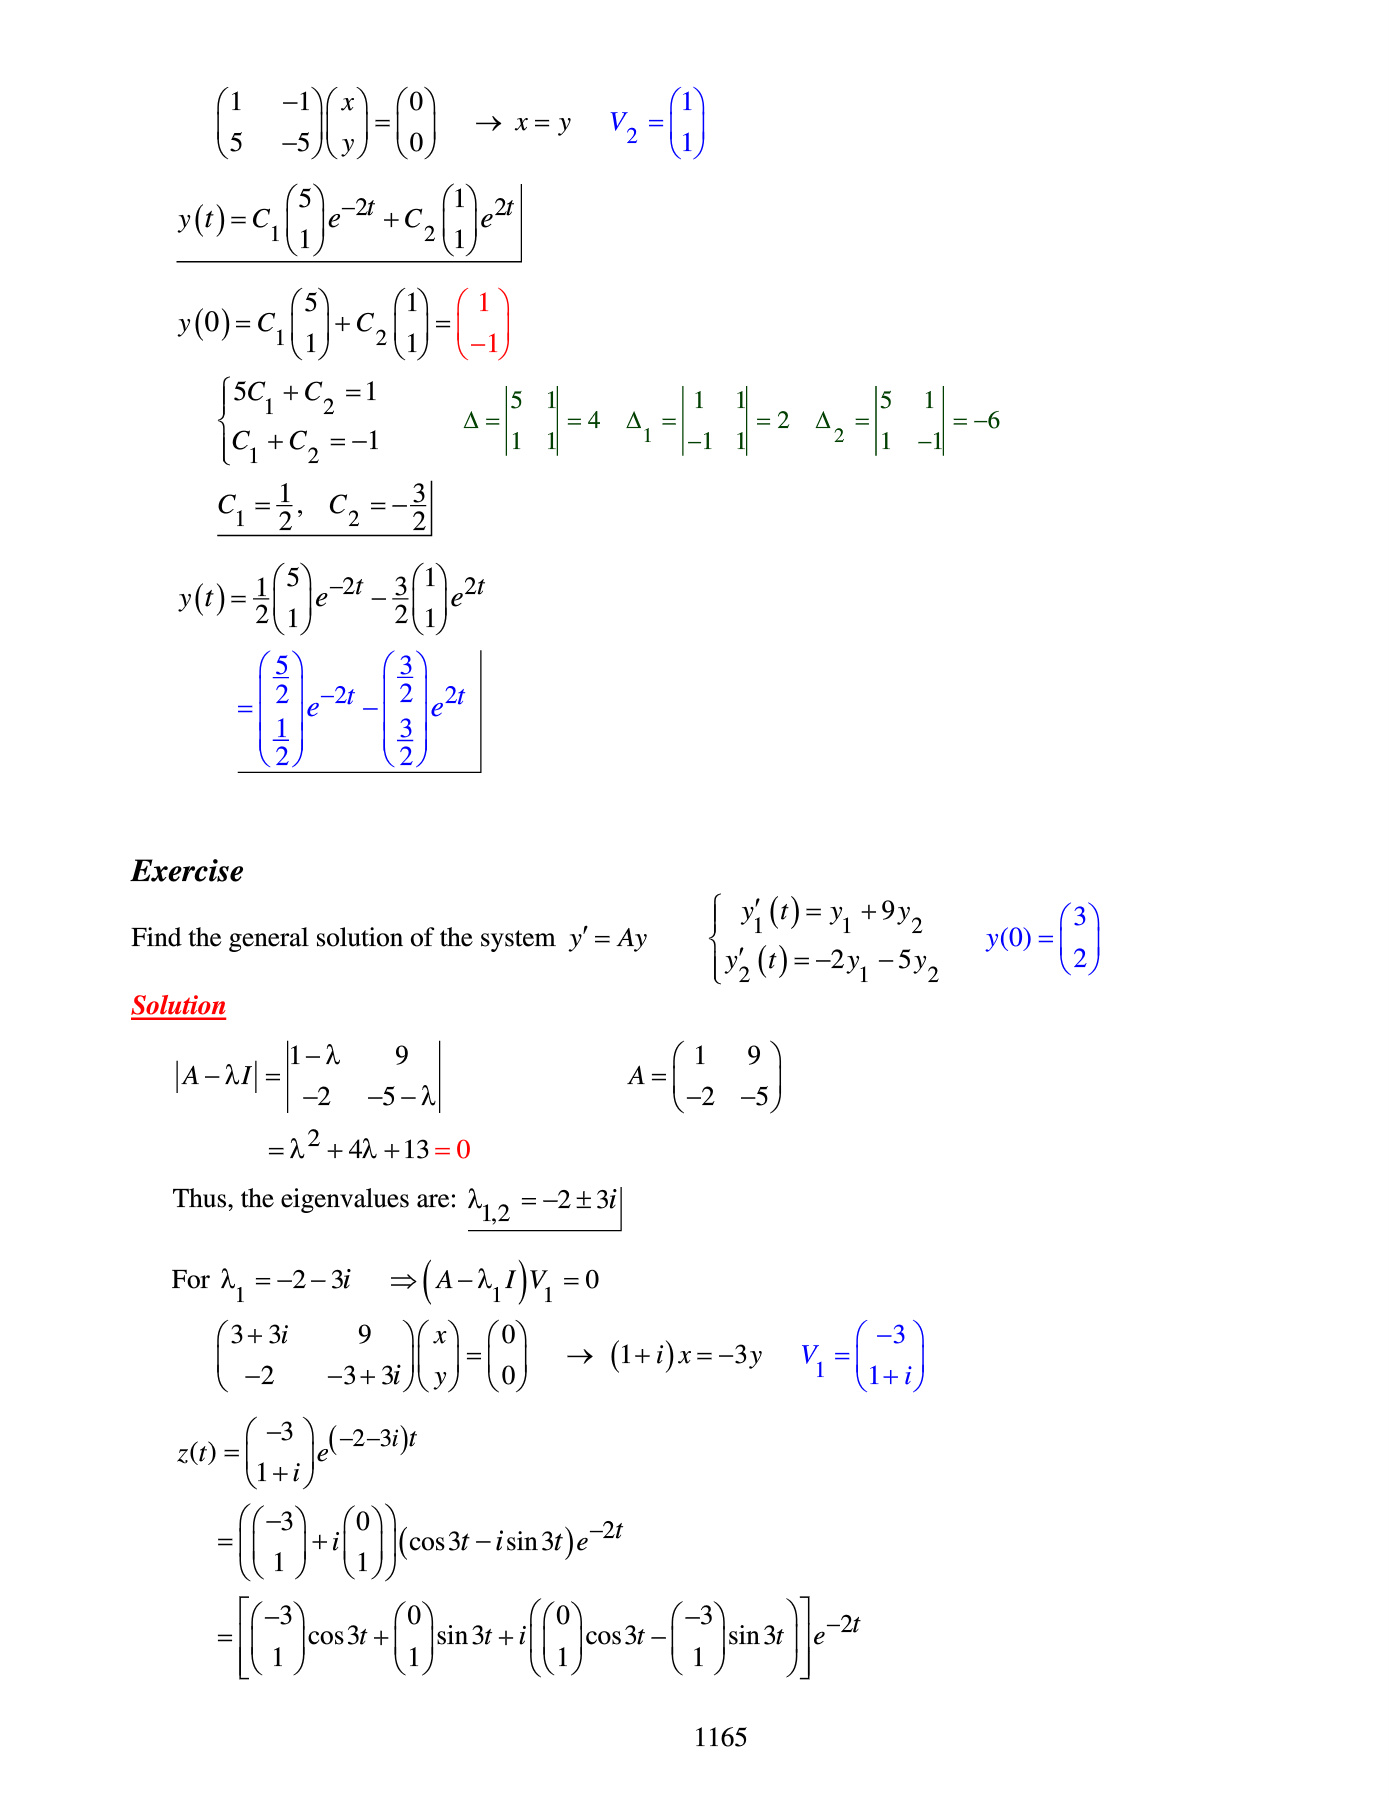 $\begin{pmatrix} 1 & -1 \\ 5 & -5 \end{pmatrix}\begin{pmatrix} x \\ y \end{pmatrix} = \begin{pmatrix} 0 \\ 0 \end{pmatrix} \quad \rightarrow x = y \quad V_2 = \begin{pmatrix} 1 \\ 1 \end{pmatrix}$
$y(t) = C_1 \begin{pmatrix} 5 \\ 1 \end{pmatrix} e^{-2t} + C_2 \begin{pmatrix} 1 \\ 1 \end{pmatrix} e^{2t}$
$y(0) = C_1 \begin{pmatrix} 5 \\ 1 \end{pmatrix} + C_2 \begin{pmatrix} 1 \\ 1 \end{pmatrix} = \begin{pmatrix} 1 \\ -1 \end{pmatrix}$
$\begin{cases} 5C_1 + C_2 = 1 \\ C_1 + C_2 = -1 \end{cases} \quad \Delta = \begin{vmatrix} 5 & 1 \\ 1 & 1 \end{vmatrix} = 4 \quad \Delta_1 = \begin{vmatrix} 1 & 1 \\ -1 & 1 \end{vmatrix} = 2 \quad \Delta_2 = \begin{vmatrix} 5 & 1 \\ 1 & -1 \end{vmatrix} = -6$
$C_1 = \frac{1}{2}, \quad C_2 = -\frac{3}{2}$
$y(t) = \frac{1}{2} \begin{pmatrix} 5 \\ 1 \end{pmatrix} e^{-2t} - \frac{3}{2} \begin{pmatrix} 1 \\ 1 \end{pmatrix} e^{2t}$
$= \begin{pmatrix} \frac{5}{2} \\ \frac{1}{2} \end{pmatrix} e^{-2t} - \begin{pmatrix} \frac{3}{2} \\ \frac{3}{2} \end{pmatrix} e^{2t}$
Exercise
Find the general solution of the system $y' = Ay \quad \begin{cases} y_1'(t) = y_1 + 9y_2 \\ y_2'(t) = -2y_1 - 5y_2 \end{cases} \quad y(0) = \begin{pmatrix} 3 \\ 2 \end{pmatrix}$
Solution
$|A - \lambda I| = \begin{vmatrix} 1-\lambda & 9 \\ -2 & -5-\lambda \end{vmatrix} \quad A = \begin{pmatrix} 1 & 9 \\ -2 & -5 \end{pmatrix}$
$= \lambda^2 + 4\lambda + 13 = 0$
Thus, the eigenvalues are: $\lambda_{1,2} = -2 \pm 3i$
For $\lambda_1 = -2 - 3i \quad \Rightarrow (A - \lambda_1 I)V_1 = 0$
$\begin{pmatrix} 3+3i & 9 \\ -2 & -3+3i \end{pmatrix}\begin{pmatrix} x \\ y \end{pmatrix} = \begin{pmatrix} 0 \\ 0 \end{pmatrix} \quad \rightarrow (1+i)x = -3y \quad V_1 = \begin{pmatrix} -3 \\ 1+i \end{pmatrix}$
$z(t) = \begin{pmatrix} -3 \\ 1+i \end{pmatrix} e^{(-2-3i)t}$
$= \left( \begin{pmatrix} -3 \\ 1 \end{pmatrix} + i \begin{pmatrix} 0 \\ 1 \end{pmatrix} \right) (\cos 3t - i \sin 3t) e^{-2t}$
$= \left[ \begin{pmatrix} -3 \\ 1 \end{pmatrix} \cos 3t + \begin{pmatrix} 0 \\ 1 \end{pmatrix} \sin 3t + i \left( \begin{pmatrix} 0 \\ 1 \end{pmatrix} \cos 3t - \begin{pmatrix} -3 \\ 1 \end{pmatrix} \sin 3t \right) \right] e^{-2t}$
1165